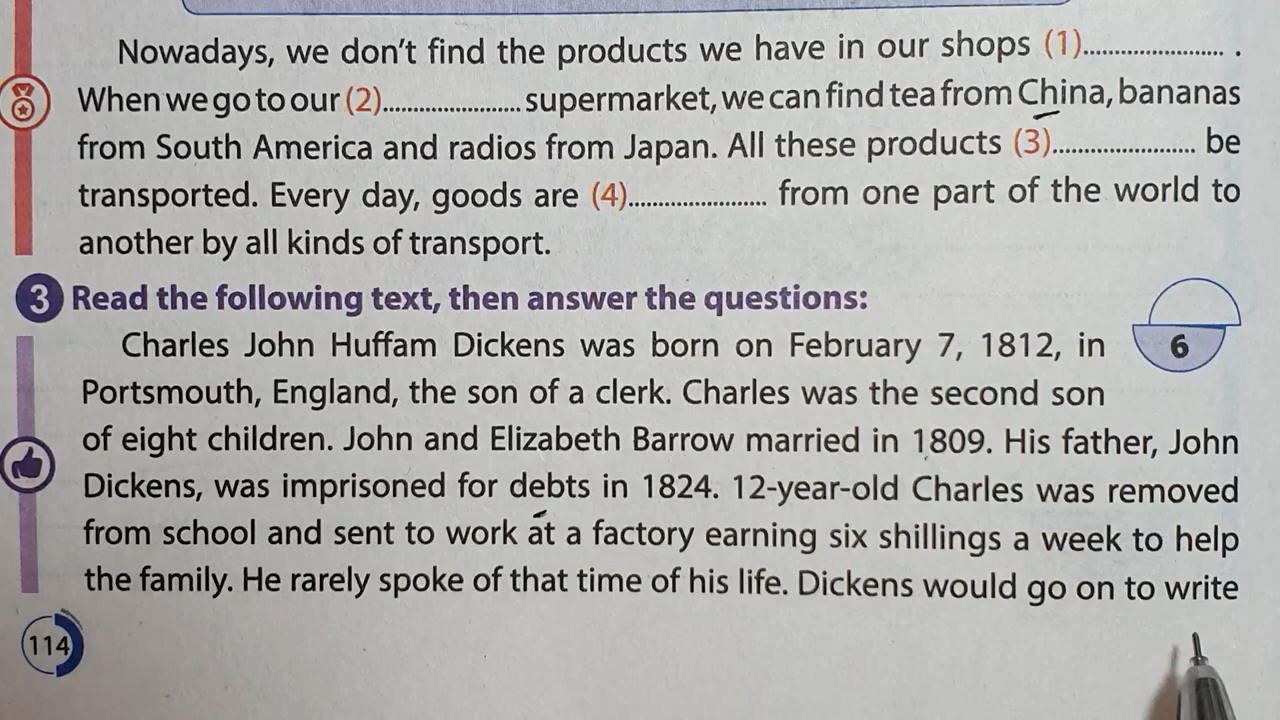 Nowadays, we don't find the products we have in our shops (1)........................ .
When we go to our (2)........................ supermarket, we can find tea from China, bananas
from South America and radios from Japan. All these products (3)........................ be
transported. Every day, goods are (4)........................ from one part of the world to
another by all kinds of transport.
3 Read the following text, then answer the questions:
6
Charles John Huffam Dickens was born on February 7, 1812, in
Portsmouth, England, the son of a clerk. Charles was the second son
of eight children. John and Elizabeth Barrow married in 1809. His father, John
Dickens, was imprisoned for debts in 1824. 12-year-old Charles was removed
from school and sent to work at a factory earning six shillings a week to help
the family. He rarely spoke of that time of his life. Dickens would go on to write
114